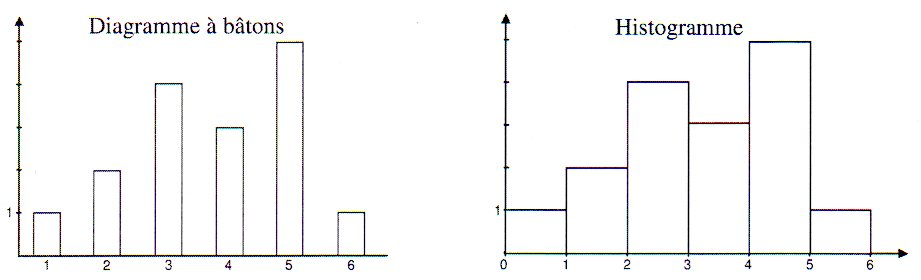 Diagramme à bâtons
1
1 2 3 4 5 6
Histogramme
1
0 1 2 3 4 5 6